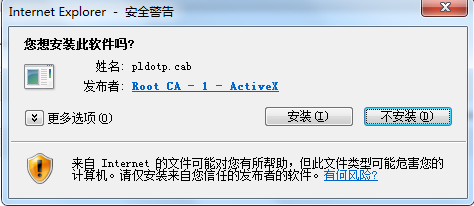 Internet Explorer - 安全警告
您想安装此软件吗?
姓名: pldotp.cab
发布者: Root CA - 1 - ActiveX
更多选项(O)
安装(I)
不安装(D)
来自 Internet 的文件可能对您有所帮助，但此文件类型可能危害您的
计算机。请仅安装来自您信任的发布者的软件。有何风险?